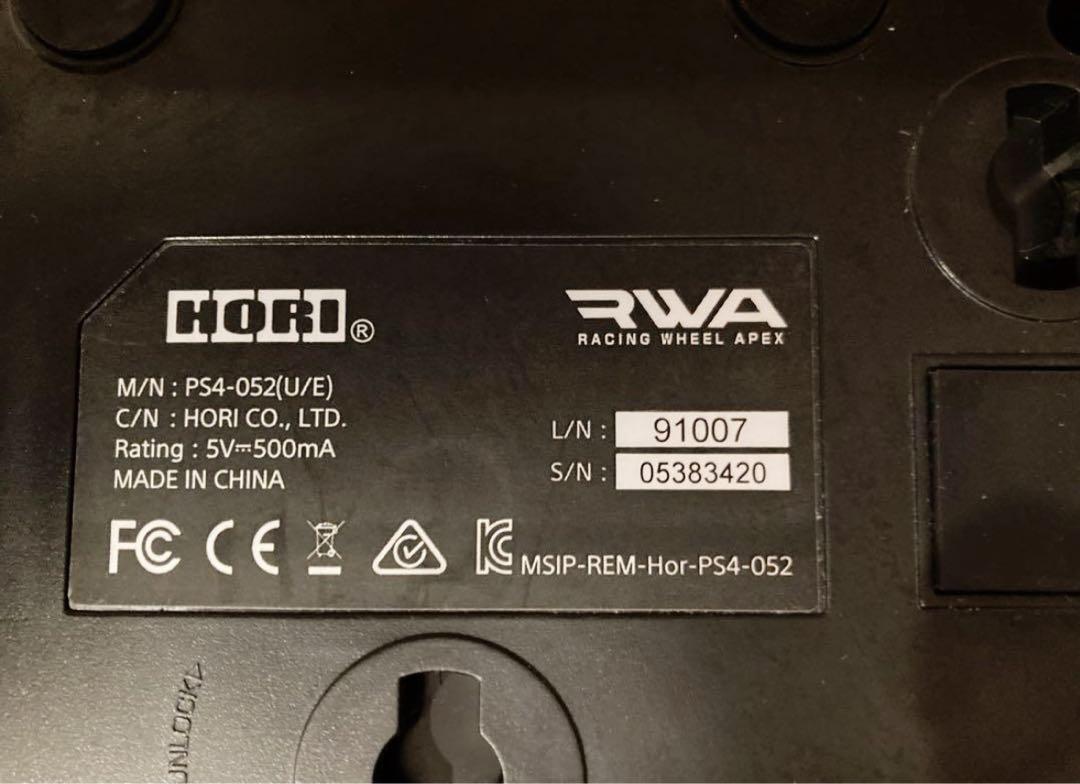 HORI®
RWA
RACING WHEEL APEX
M/N : PS4-052(U/E)
C/N : HORI CO., LTD.
Rating : 5V⎓500mA
MADE IN CHINA
L/N : 91007
S/N : 05383420
FC CE
MSIP-REM-Hor-PS4-052
UNLOCK